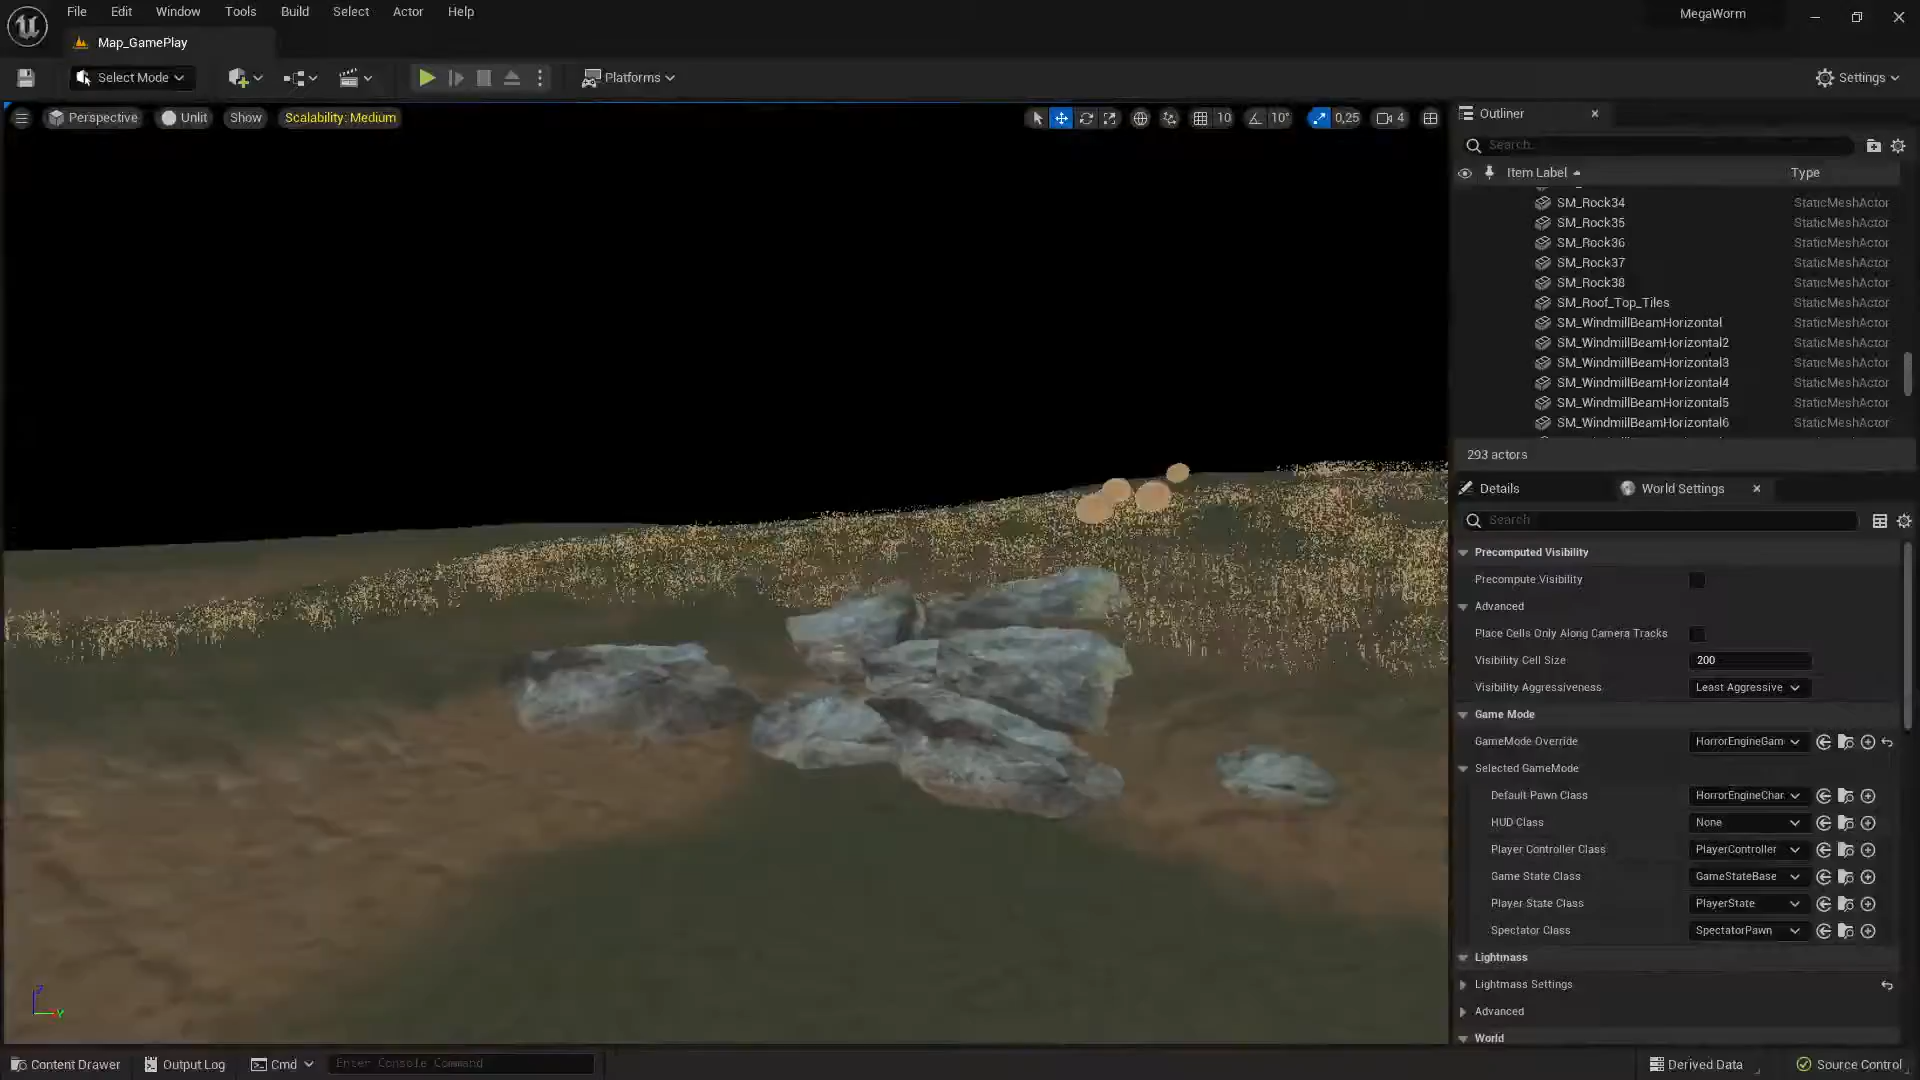 File Edit Window Tools Build Select Actor Help
MegaWorm
Map_GamePlay
Select Mode
Platforms
Settings
Perspective Unlit Show Scalability: Medium
10 10° 0,25 4
Outliner
Search...
Item Label Type
SM_Rock34 StaticMeshActor
SM_Rock35 StaticMeshActor
SM_Rock36 StaticMeshActor
SM_Rock37 StaticMeshActor
SM_Rock38 StaticMeshActor
SM_Roof_Top_Tiles StaticMeshActor
SM_WindmillBeamHorizontal StaticMeshActor
SM_WindmillBeamHorizontal2 StaticMeshActor
SM_WindmillBeamHorizontal3 StaticMeshActor
SM_WindmillBeamHorizontal4 StaticMeshActor
SM_WindmillBeamHorizontal5 StaticMeshActor
SM_WindmillBeamHorizontal6 StaticMeshActor
293 actors
Details World Settings
Search
Precomputed Visibility
Precompute Visibility
Advanced
Place Cells Only Along Camera Tracks
Visibility Cell Size 200
Visibility Aggressiveness Least Aggressive
Game Mode
GameMode Override HorrorEngineGam
Selected GameMode
Default Pawn Class HorrorEngineChar
HUD Class None
Player Controller Class PlayerController
Game State Class GameStateBase
Player State Class PlayerState
Spectator Class SpectatorPawn
Lightmass
Lightmass Settings
Advanced
World
Z
Y
Content Drawer Output Log Cmd Enter Console Command
Derived Data Source Control